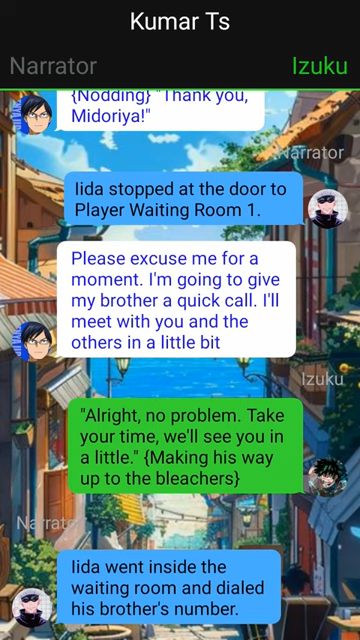 Kumar Ts
Narrator
Izuku
{Nodding} "Thank you,
Midoriya!"
Narrator
Iida stopped at the door to
Player Waiting Room 1.
Please excuse me for a
moment. I'm going to give
my brother a quick call. I'll
meet with you and the
others in a little bit
Izuku
"Alright, no problem. Take
your time, we'll see you in
a little." {Making his way
up to the bleachers}
Narrator
Iida went inside the
waiting room and dialed
his brother's number.